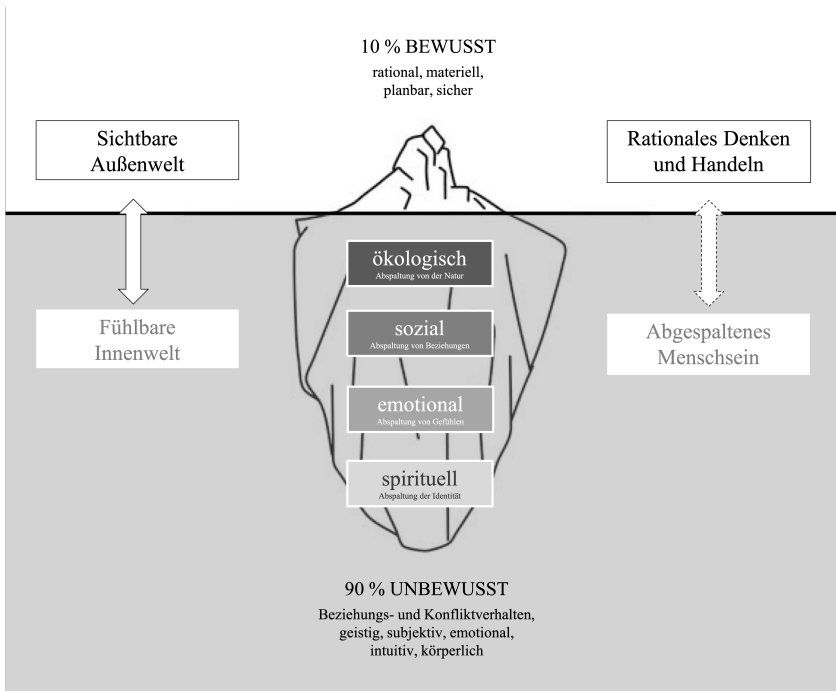 10 % BEWUSST
rational, materiell,
planbar, sicher
Sichtbare
Außenwelt
Rationales Denken
und Handeln
ökologisch
Abspaltung von der Natur
Fühlbare
Innenwelt
sozial
Abspaltung von Beziehungen
Abgespaltenes
Menschsein
emotional
Abspaltung von Gefühlen
spirituell
Abspaltung der Identität
90 % UNBEWUSST
Beziehungs- und Konfliktverhalten,
geistig, subjektiv, emotional,
intuitiv, körperlich